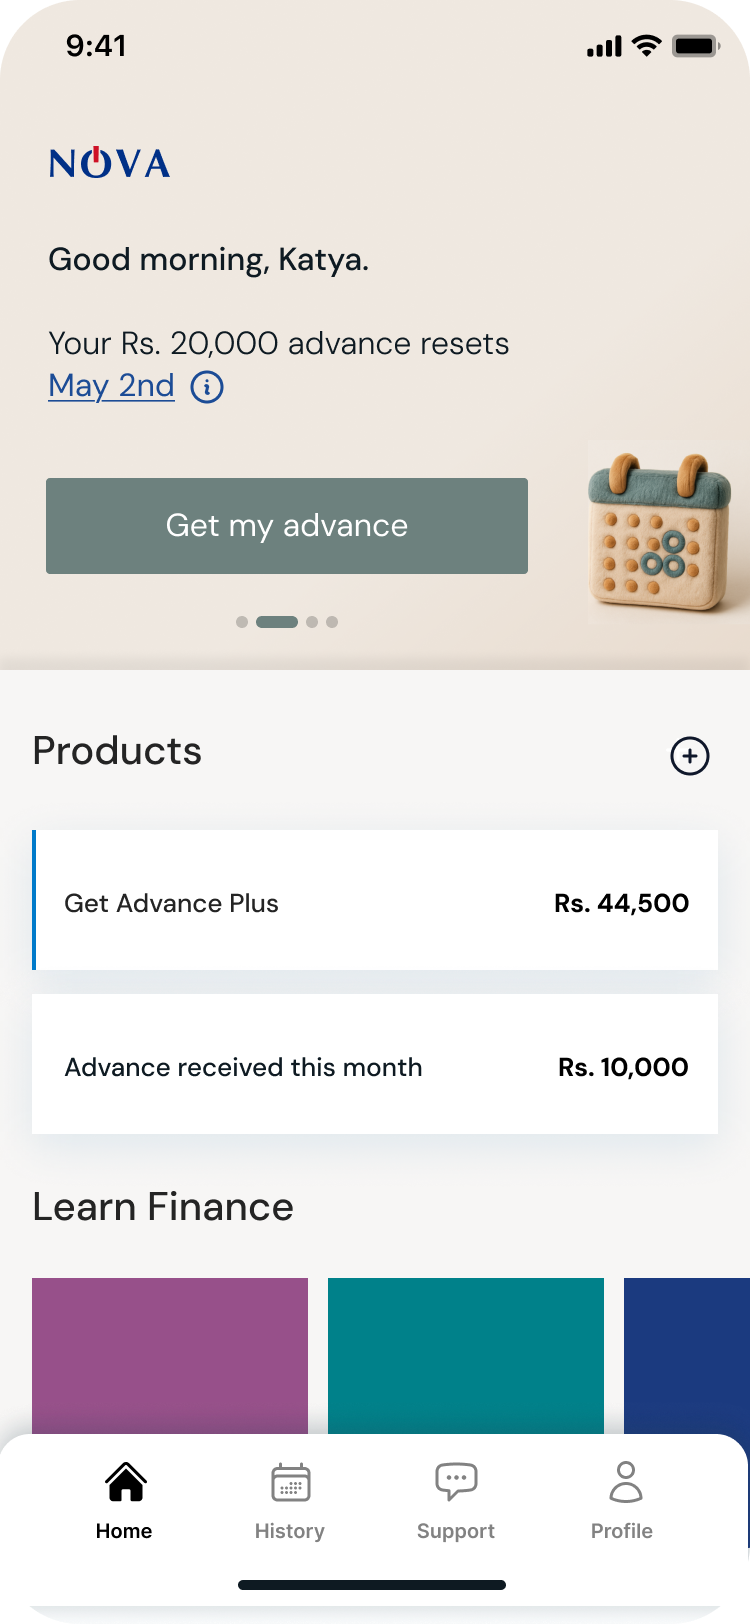 9:41
NOVA
Good morning, Katya.
Your Rs. 20,000 advance resets
May 2nd
Get my advance
Products
Get Advance Plus Rs. 44,500
Advance received this month Rs. 10,000
Learn Finance
Home History Support Profile